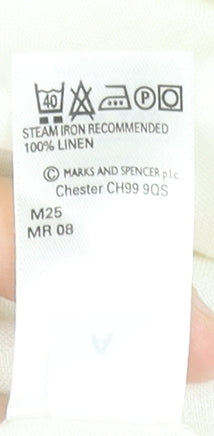 40 P
STEAM IRON RECOMMENDED
100% LINEN
© MARKS AND SPENCER p.l.c.
Chester CH99 9QS
M25
MR 08